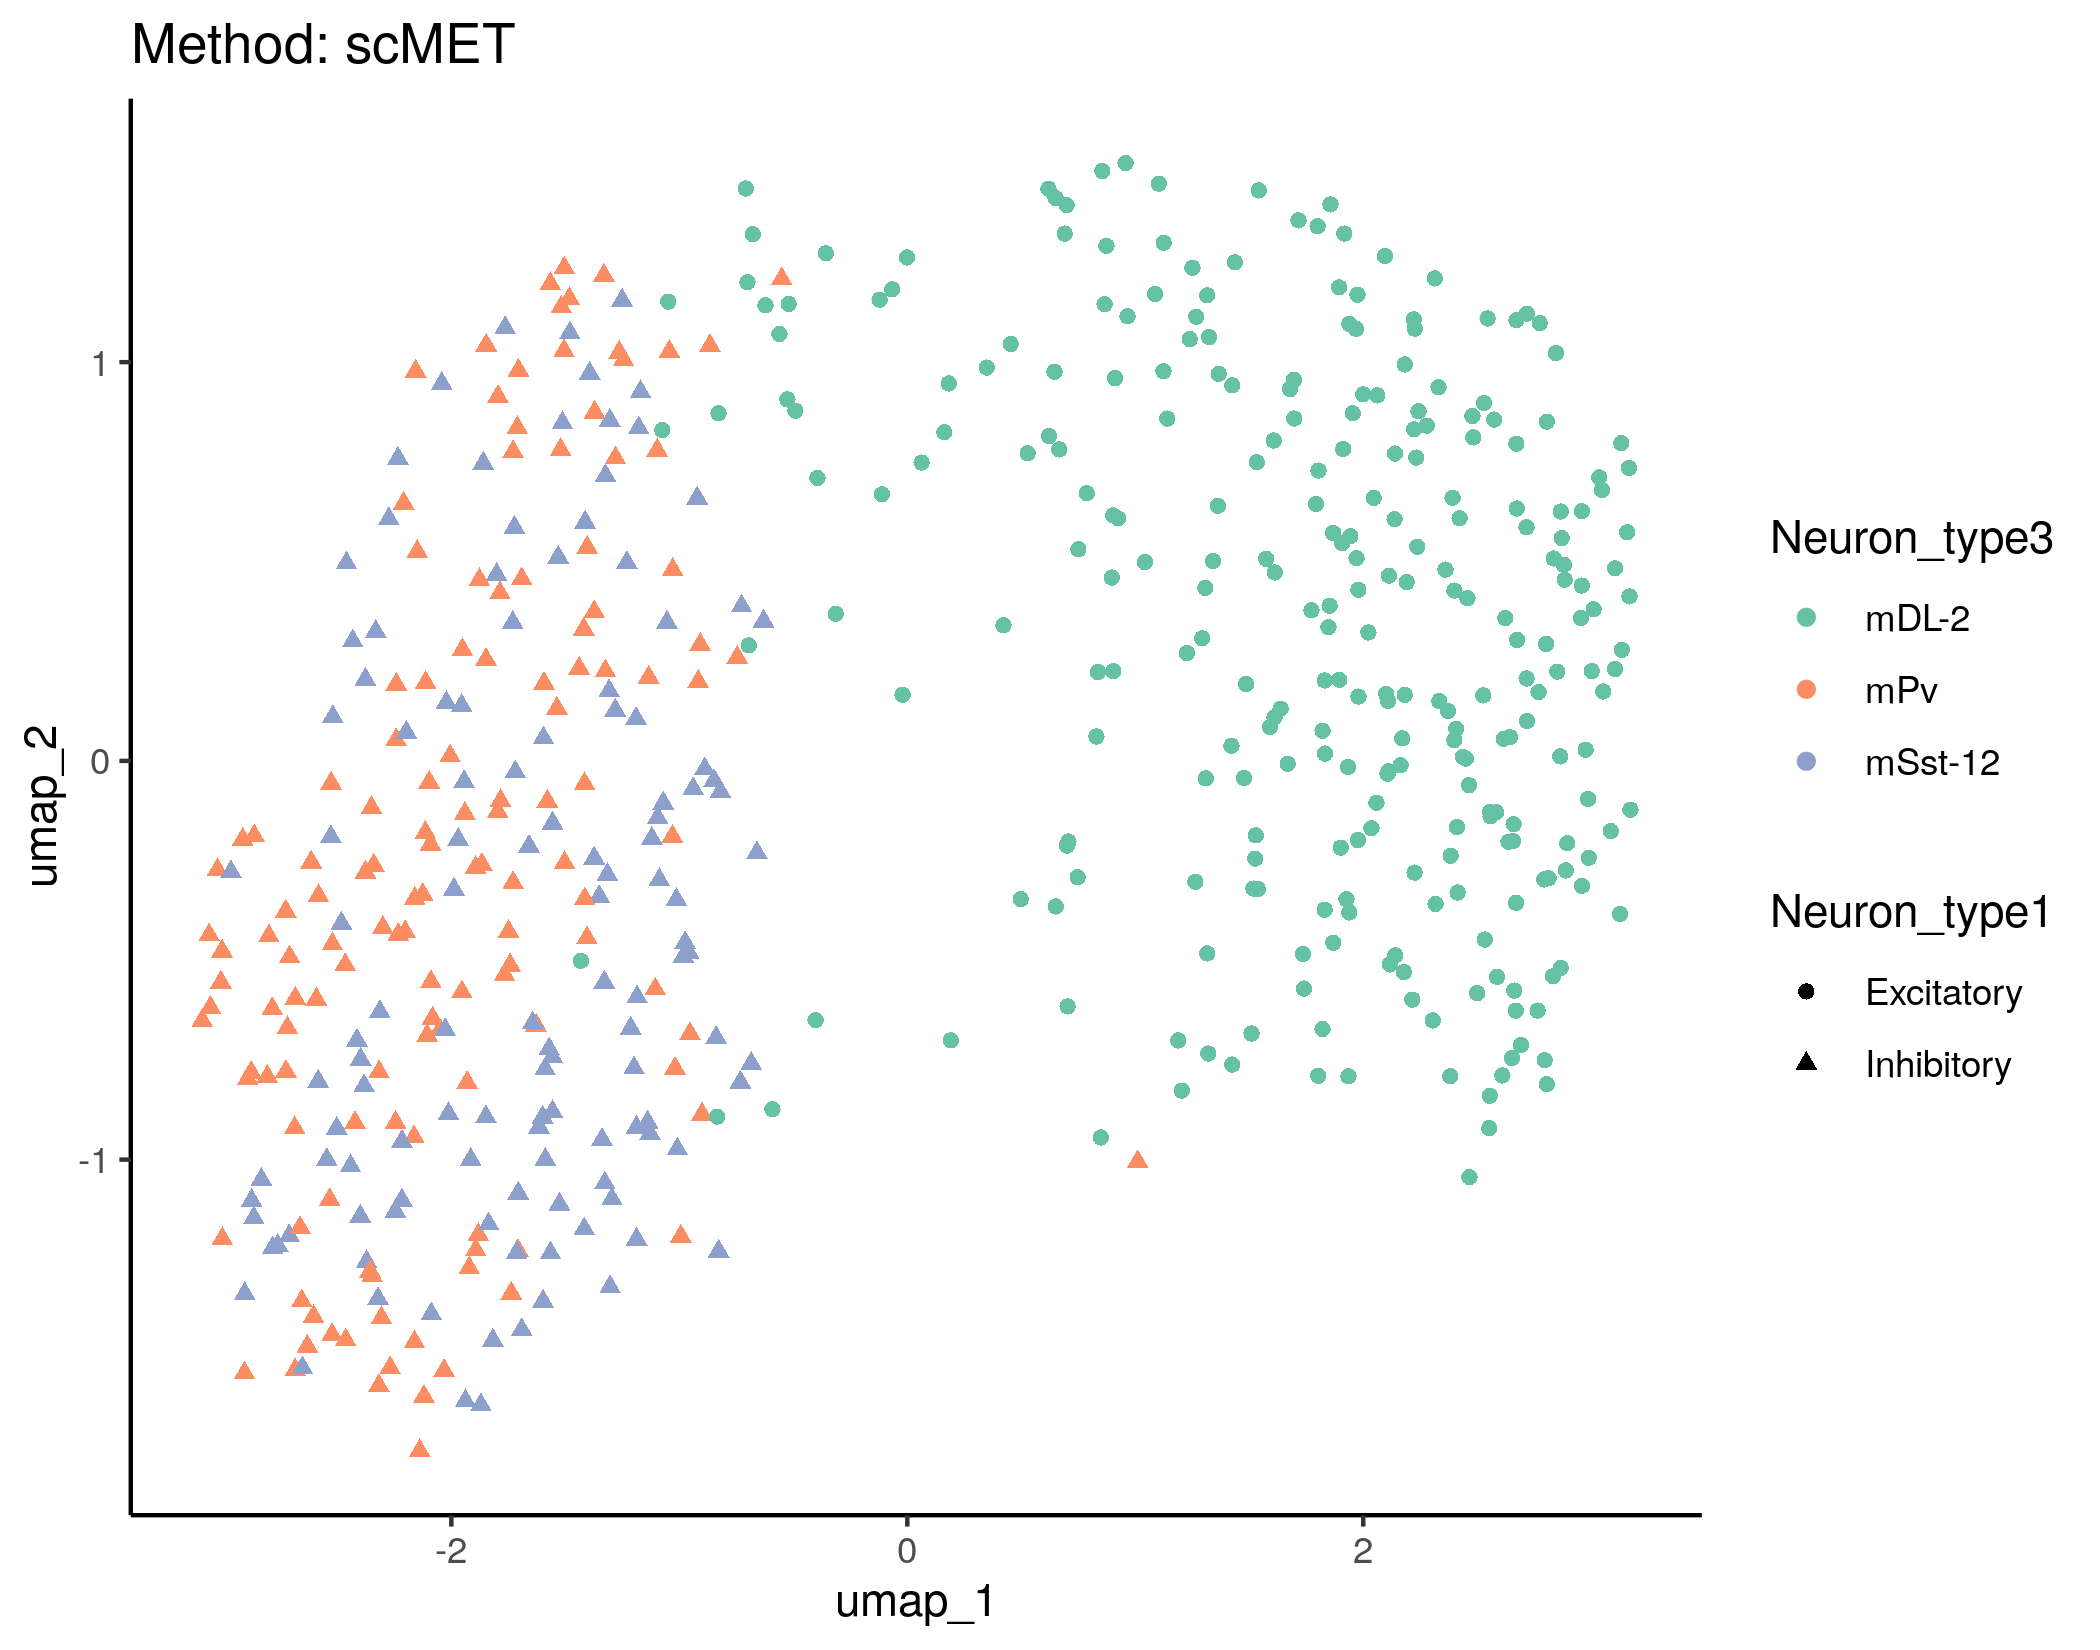 Method: scMET
1
0
-1
umap_2
-2
0
2
umap_1
Neuron_type3
mDL-2
mPv
mSst-12
Neuron_type1
Excitatory
Inhibitory